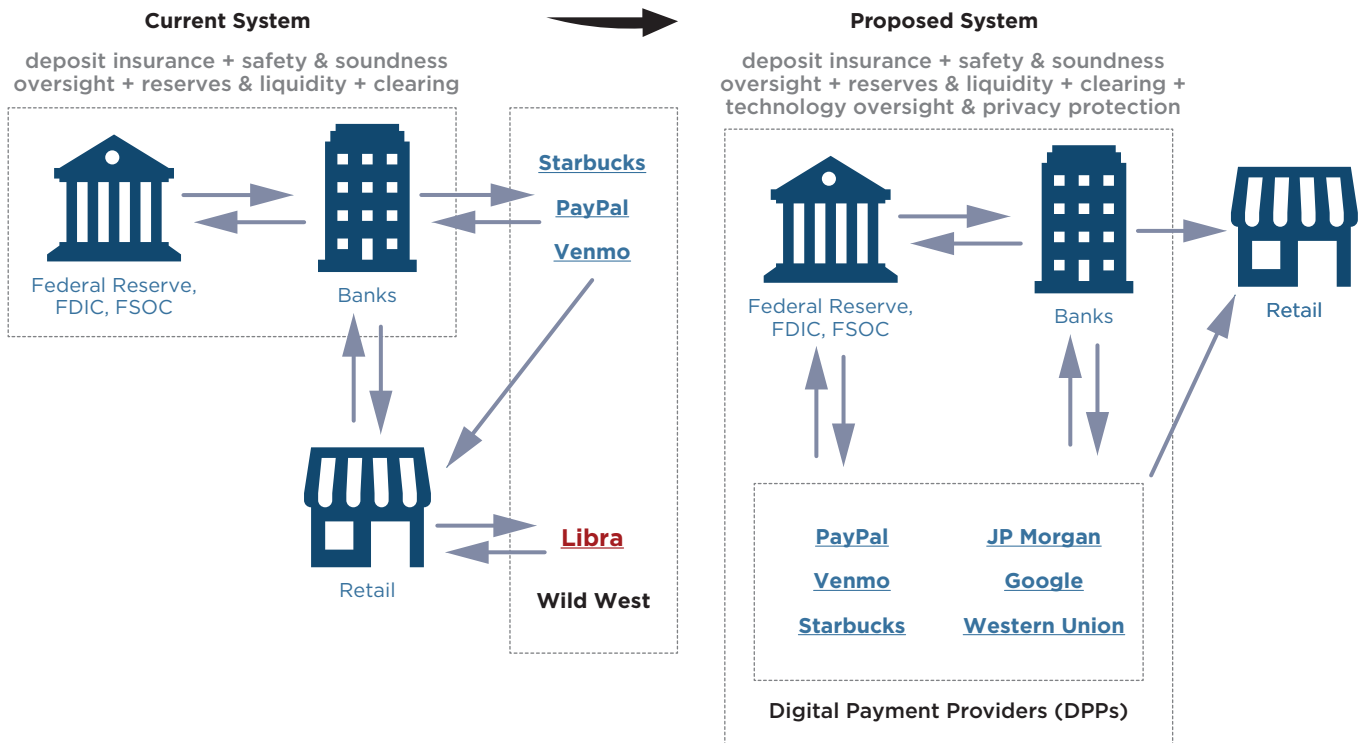 Current System
deposit insurance + safety & soundness
oversight + reserves & liquidity + clearing
Federal Reserve,
FDIC, FSOC
Banks
Starbucks
PayPal
Venmo
Retail
Libra
Wild West
Proposed System
deposit insurance + safety & soundness
oversight + reserves & liquidity + clearing +
technology oversight & privacy protection
Federal Reserve,
FDIC, FSOC
Banks
Retail
PayPal
Venmo
Starbucks
JP Morgan
Google
Western Union
Digital Payment Providers (DPPs)